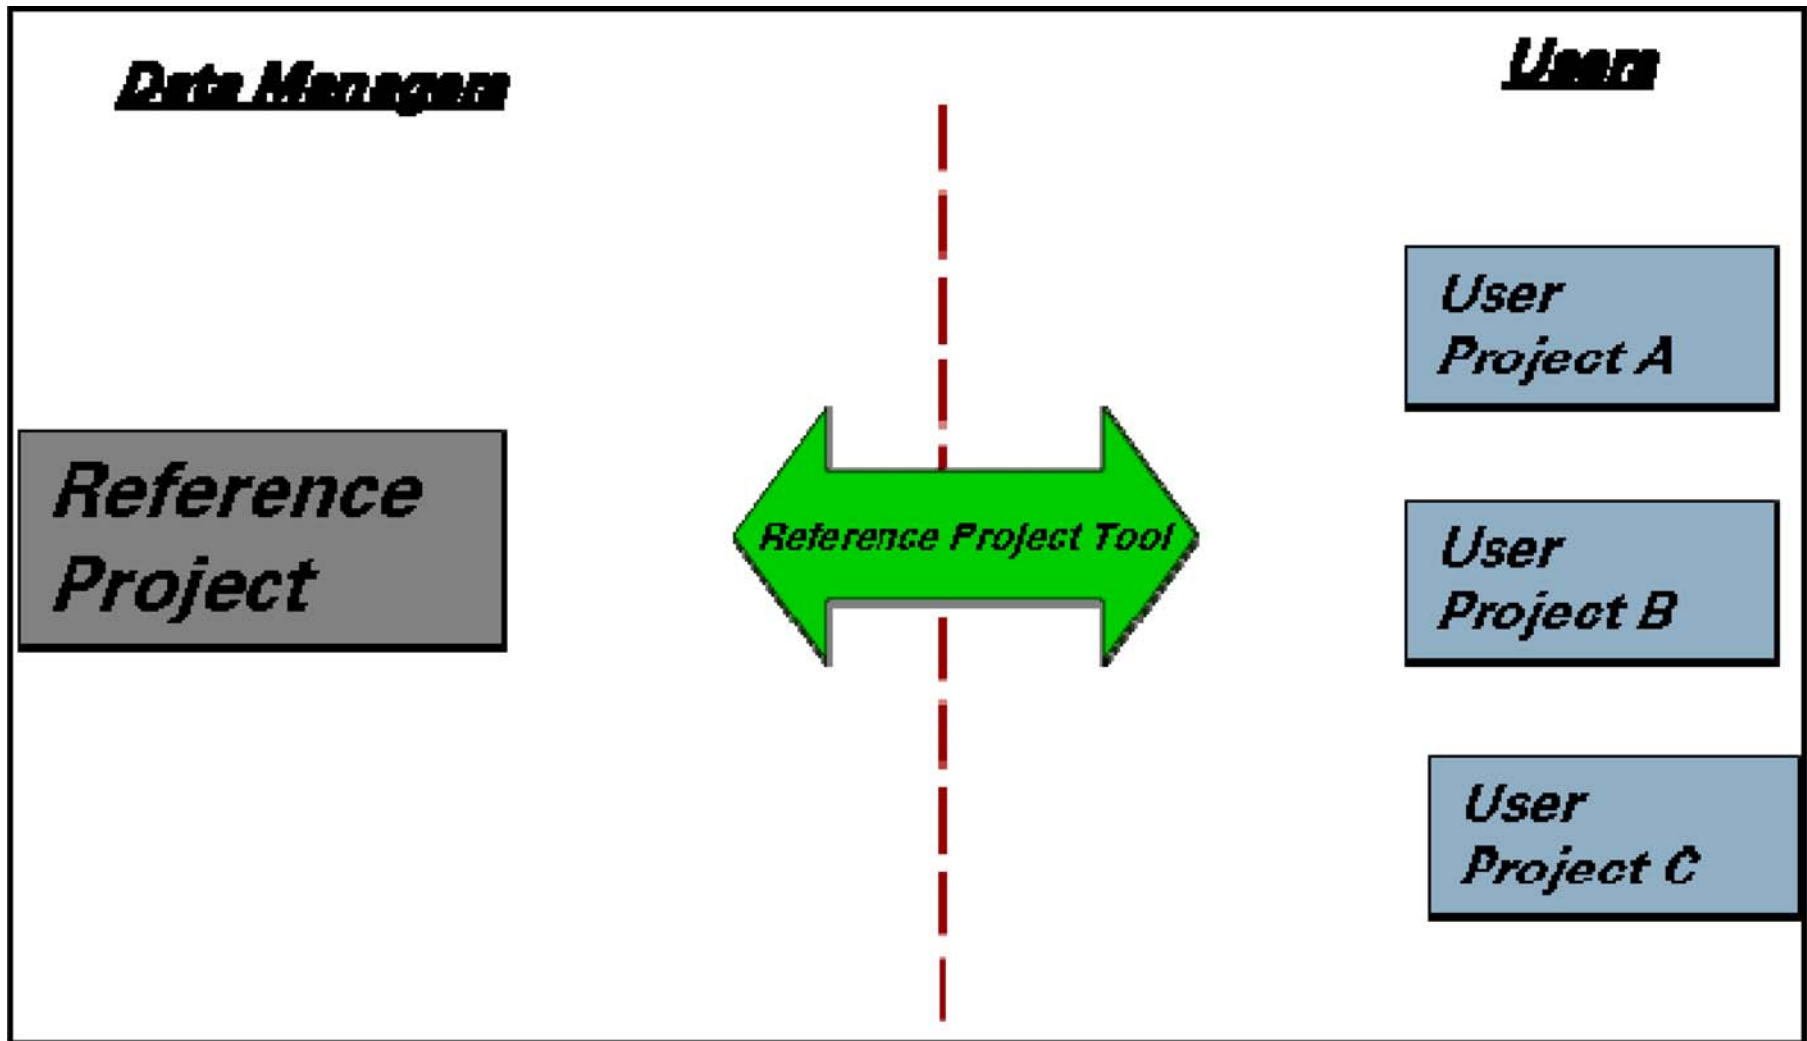 Data Managers
Users
Reference
Project
Reference Project Tool
User
Project A
User
Project B
User
Project C